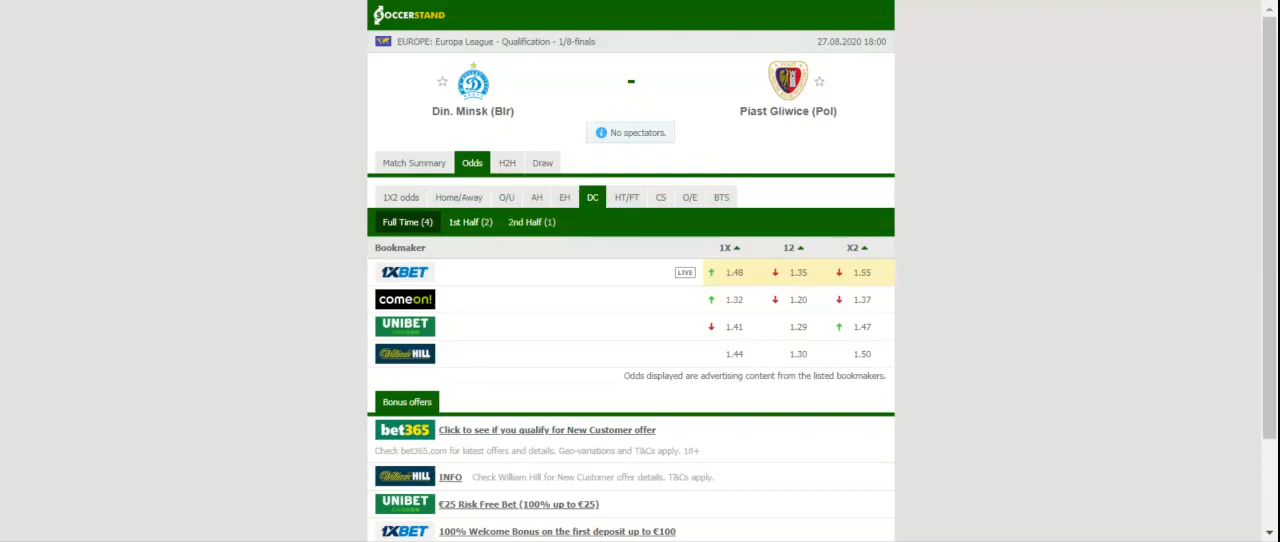 SOCCERSTAND
EUROPE: Europa League - Qualification - 1/8-finals 27.08.2020 18:00
-
Din. Minsk (Blr) Piast Gliwice (Pol)
No spectators.
Match Summary Odds H2H Draw
1X2 odds Home/Away O/U AH EH DC HT/FT CS O/E BTS
Full Time (4) 1st Half (2) 2nd Half (1)
Bookmaker 1X 12 X2
1XBET LIVE 1.48 1.35 1.55
comeon! 1.32 1.20 1.37
UNIBET 1.41 1.29 1.47
William HILL 1.44 1.30 1.50
Odds displayed are advertising content from the listed bookmakers.
Bonus offers
bet365 Click to see if you qualify for New Customer offer
Check bet365.com for latest offers and details. Geo-variations and T&Cs apply. 18+
William HILL INFO Check William Hill for New Customer offer details. T&Cs apply.
UNIBET €25 Risk Free Bet (100% up to €25)
1XBET 100% Welcome Bonus on the first deposit up to €100